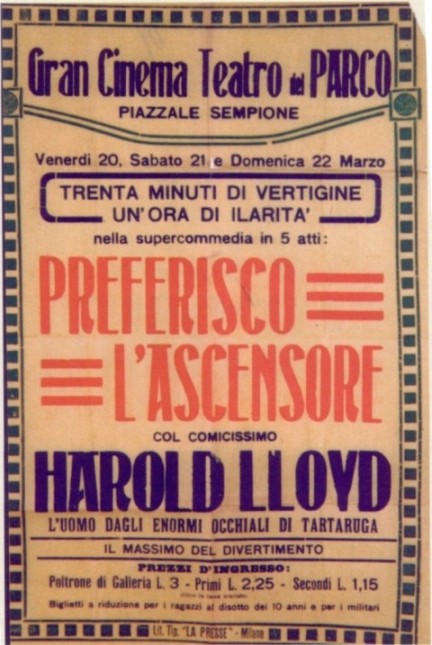 Gran Cinema Teatro del PARCO
PIAZZALE SEMPIONE
Venerdi 20, Sabato 21 e Domenica 22 Marzo
TRENTA MINUTI DI VERTIGINE
UN'ORA DI ILARITA'
nella supercommedia in 5 atti:
PREFERISCO
L'ASCENSORE
COL COMICISSIMO
HAROLD LLOYD
L'UOMO DAGLI ENORMI OCCHIALI DI TARTARUGA
IL MASSIMO DEL DIVERTIMENTO
PREZZI D'INGRESSO:
Poltrone di Galleria L. 3 - Primi L. 2,25 - Secondi L. 1,15
Biglietti a riduzione per i ragazzi al disotto dei 10 anni e per i militari
Lit. Tip. "LA PRESSE" - Milano